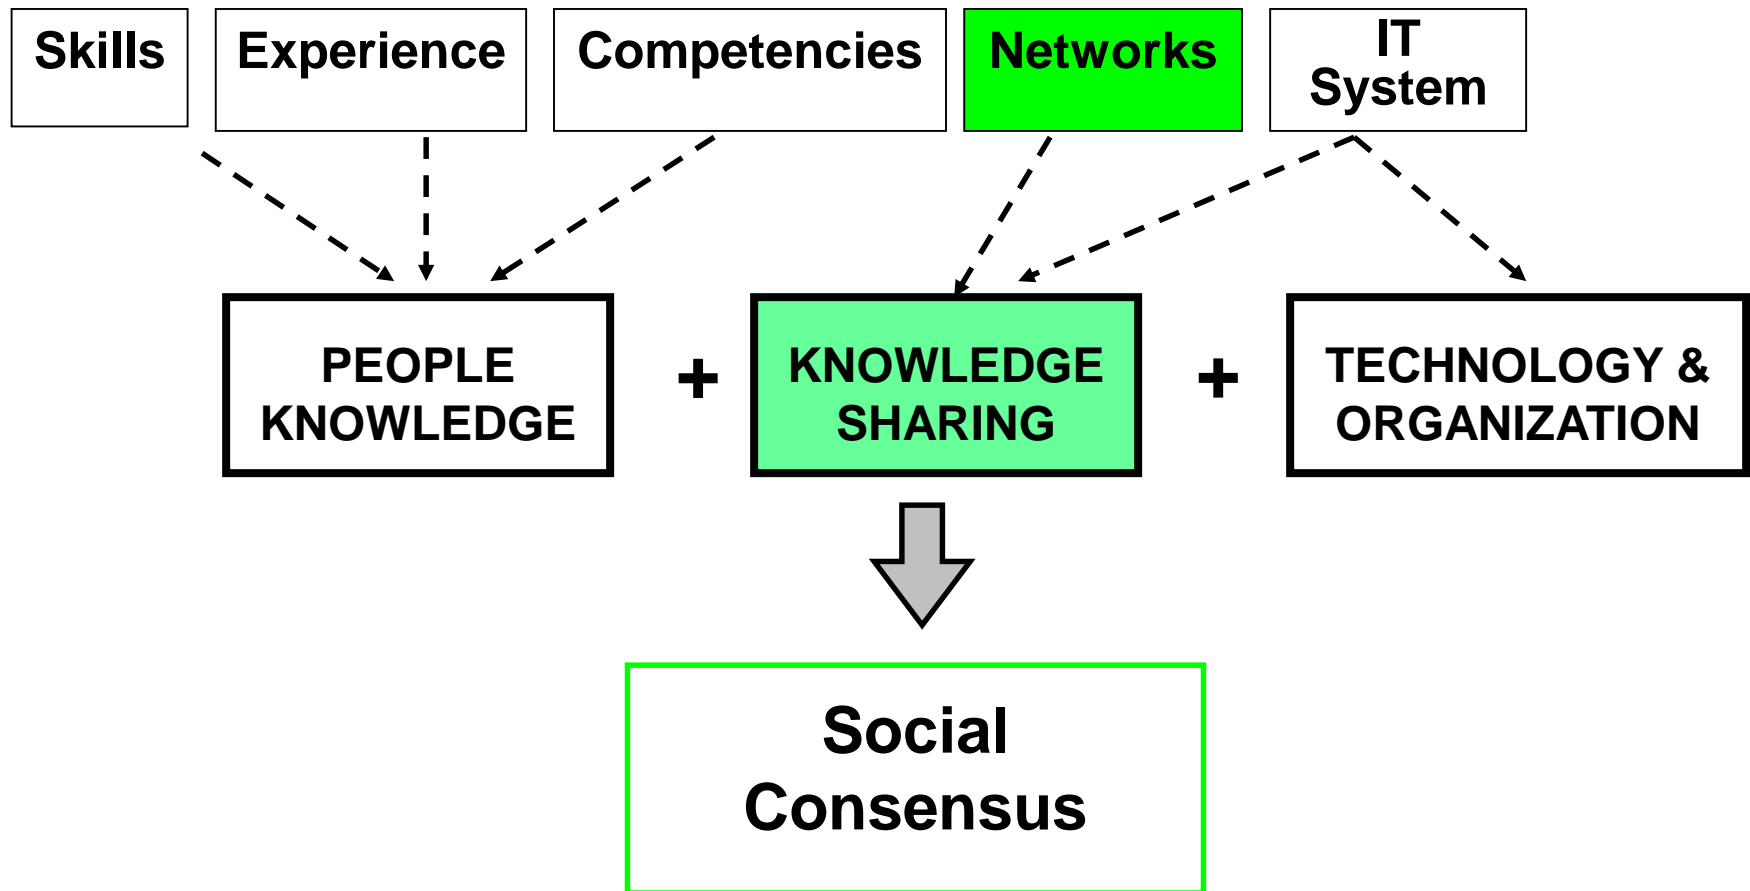 Skills
Experience
Competencies
Networks
IT
System
PEOPLE
KNOWLEDGE
+
KNOWLEDGE
SHARING
+
TECHNOLOGY &
ORGANIZATION
Social
Consensus